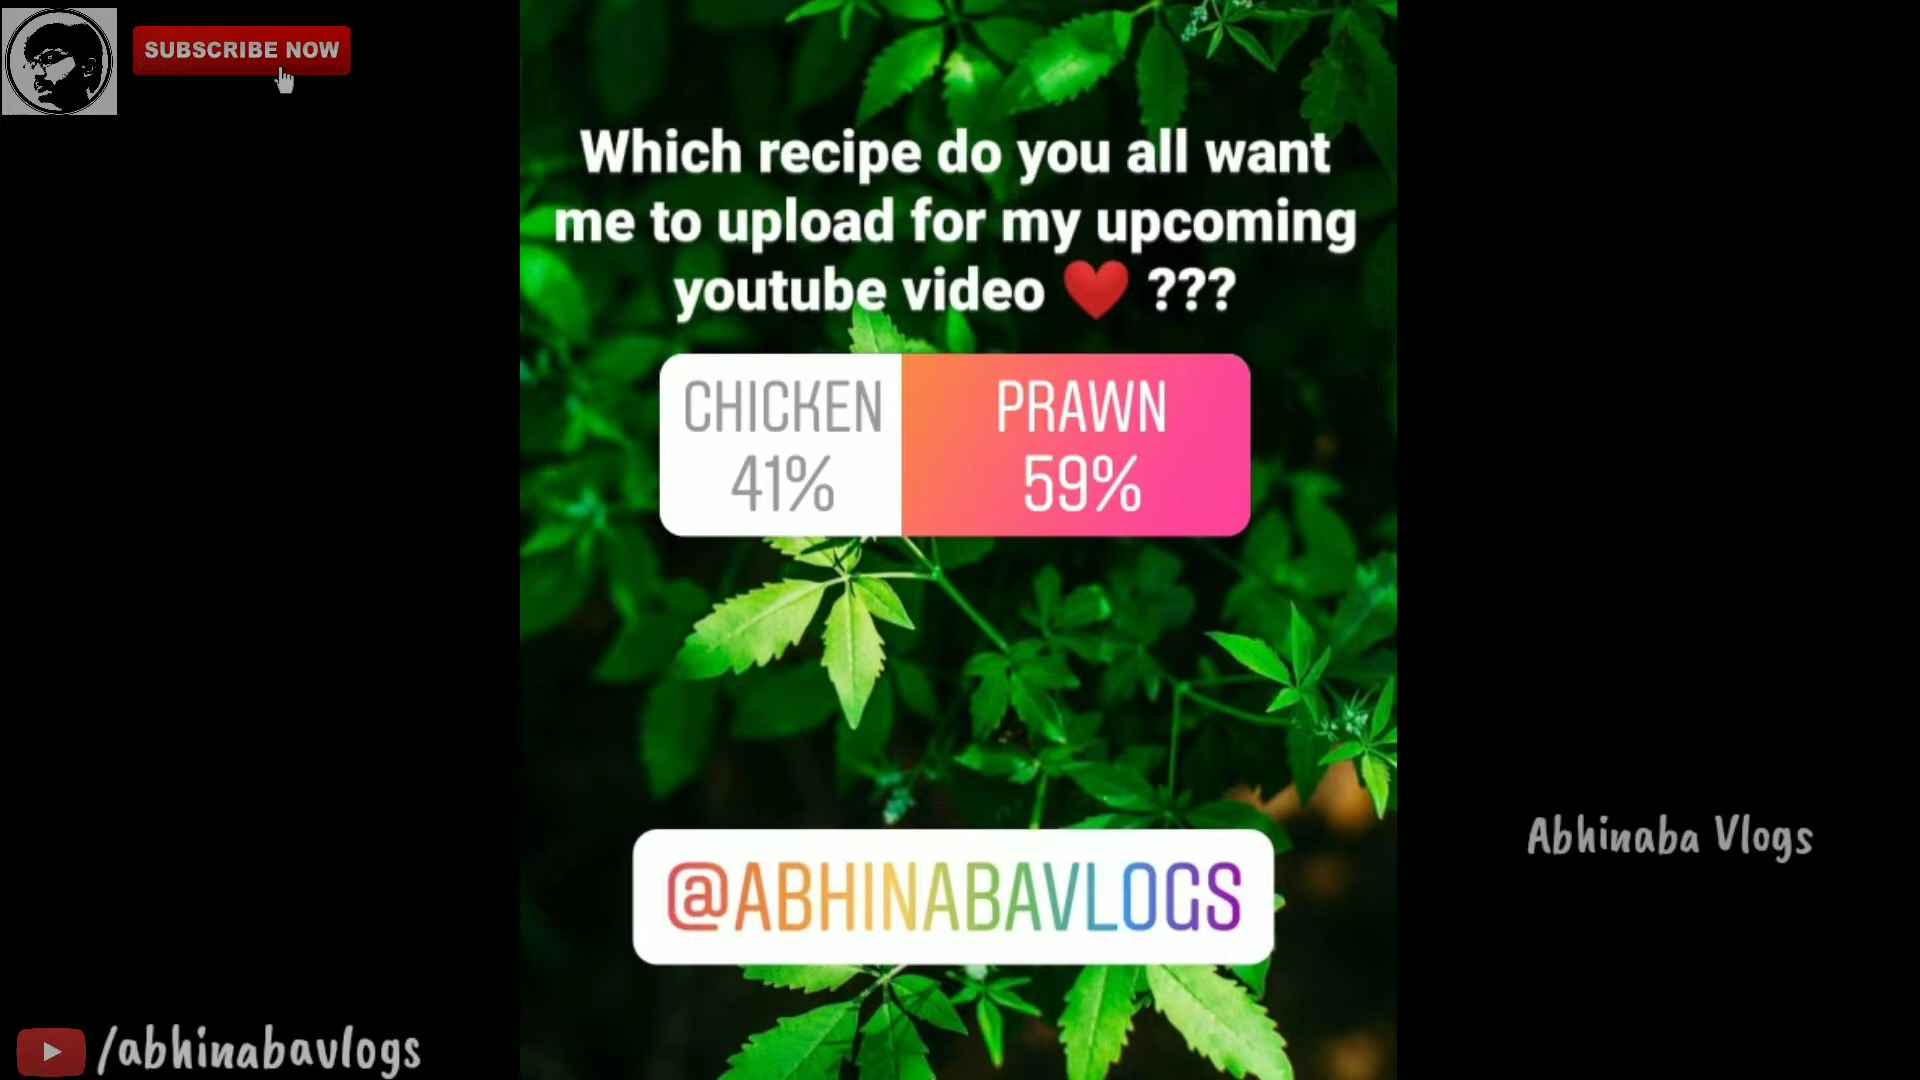 SUBSCRIBE NOW
Which recipe do you all want
me to upload for my upcoming
youtube video ❤️ ???
CHICKEN PRAWN
41% 59%
@ABHINABAVLOGS
Abhinaba Vlogs
/abhinabavlogs